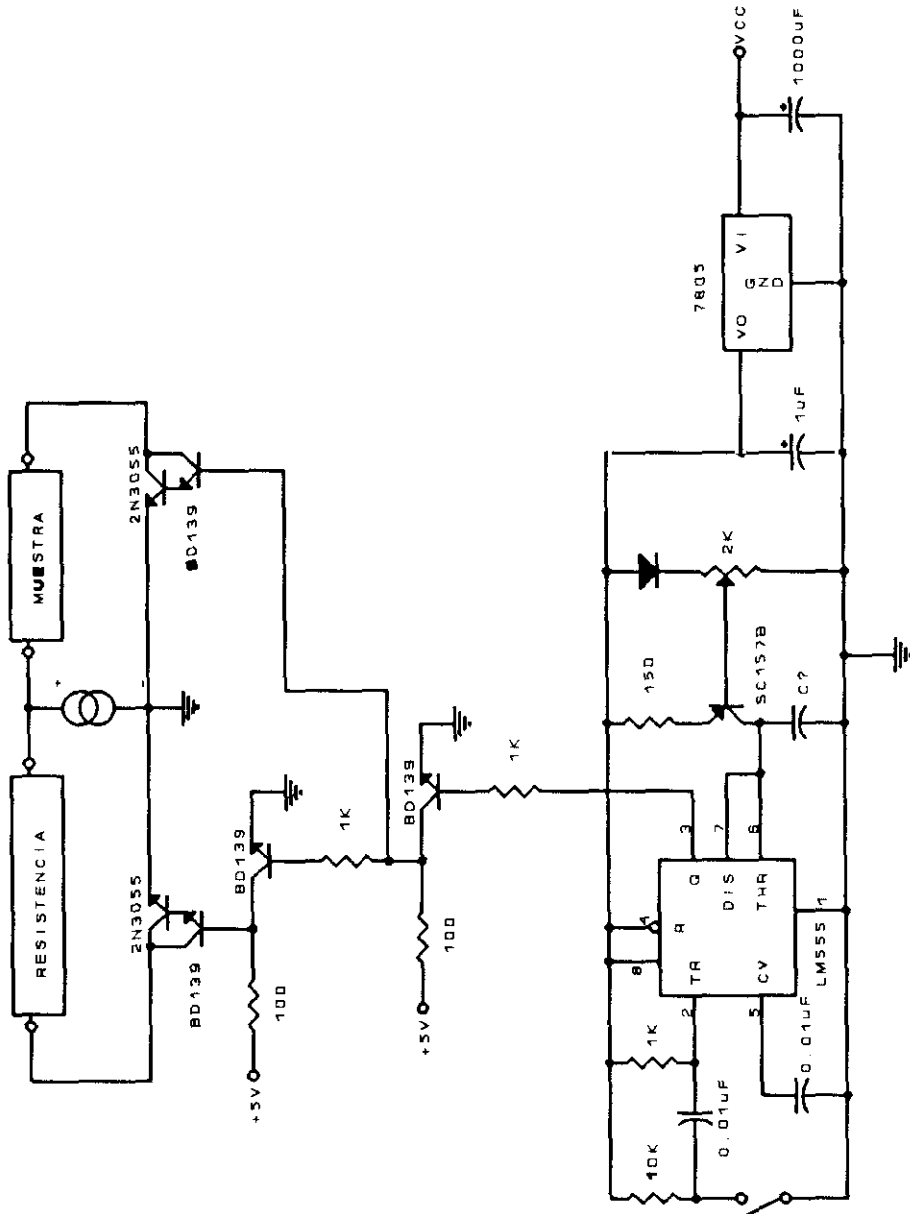 RESISTENCIA
MUESTRA
+
-
2N3055
2N3055
BD139
BD139
BD139
BD139
1K
100
+5V
100
+5V
1K
VCC
7805
VO
VI
GND
+
1000uF
+
1uF
2K
150
SC157B
C?
3
7
6
Q
DIS
THR
4
R
8
TR
CV
2
5
1
LM555
1K
10K
0.01uF
0.01uF